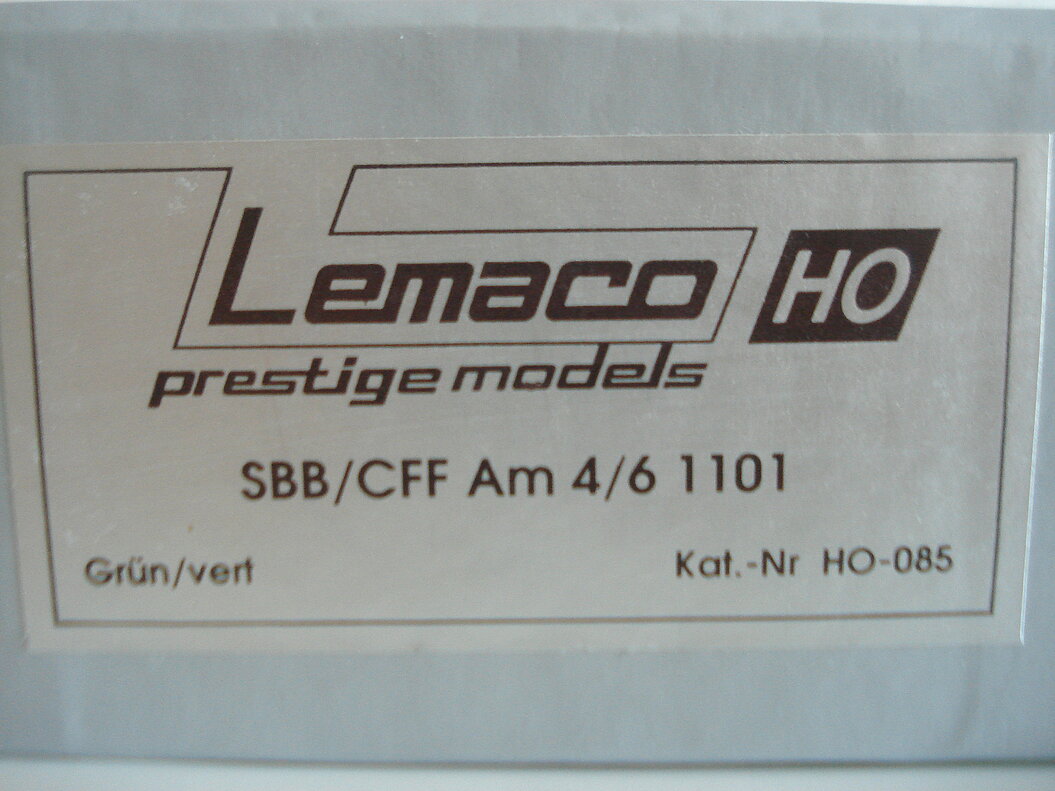 Lemaco HO
prestige models
SBB/CFF Am 4/6 1101
Grün/vert Kat.-Nr HO-085